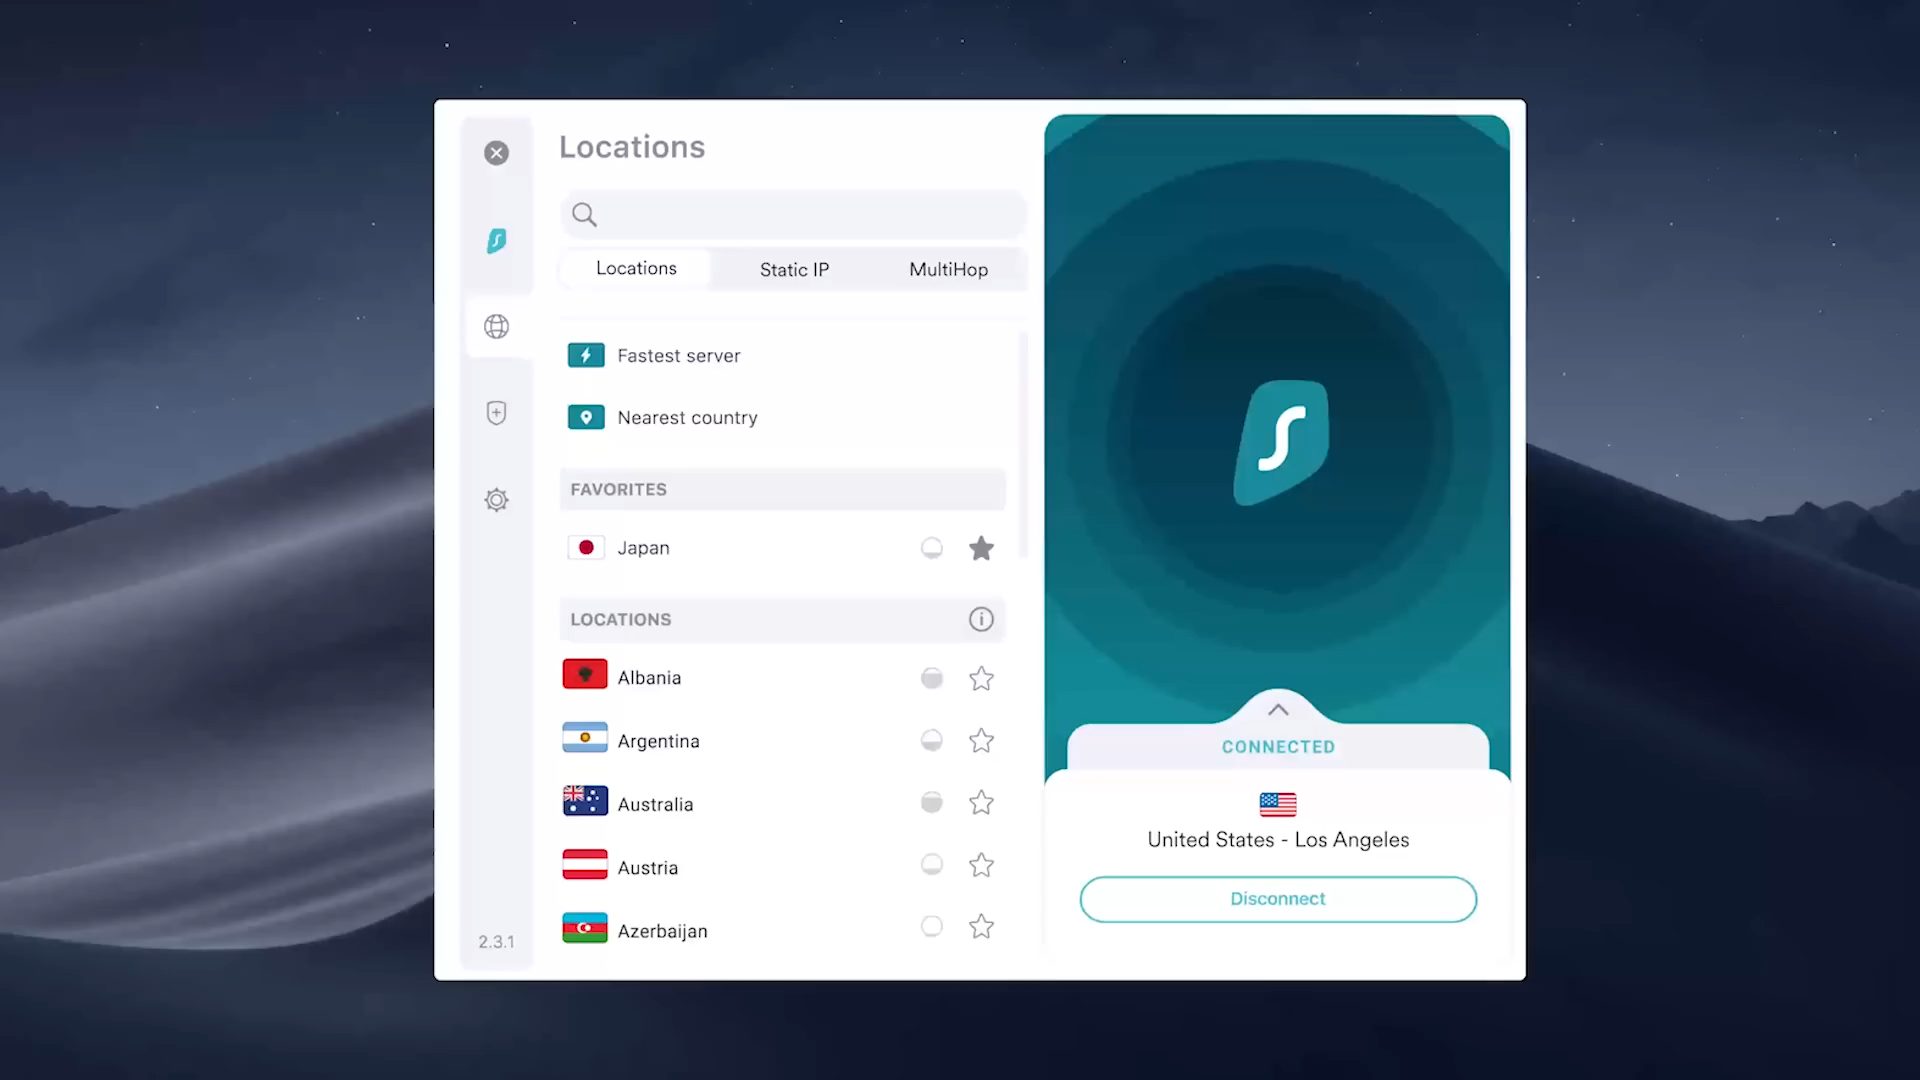 Locations
Locations
Static IP
MultiHop
Fastest server
Nearest country
FAVORITES
Japan
LOCATIONS
Albania
Argentina
Australia
Austria
Azerbaijan
2.3.1
CONNECTED
United States - Los Angeles
Disconnect